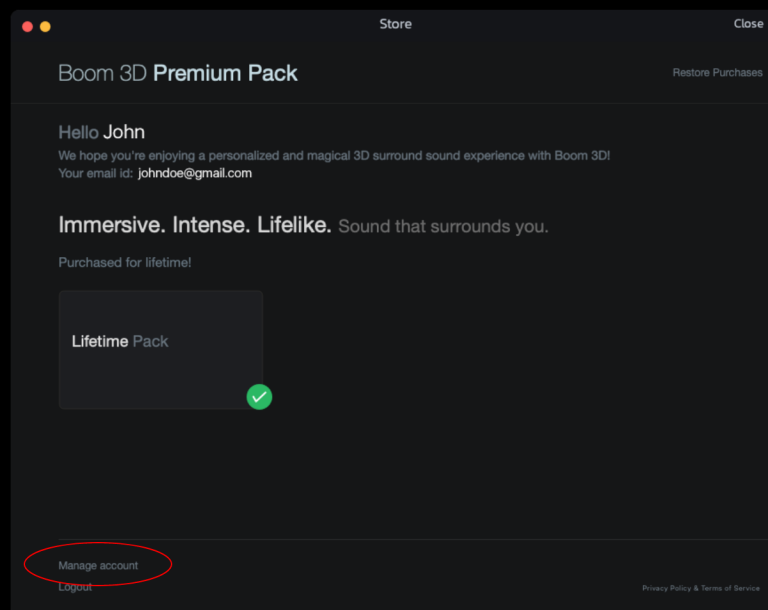 Store
Close
Boom 3D Premium Pack
Restore Purchases
Hello John
We hope you're enjoying a personalized and magical 3D surround sound experience with Boom 3D!
Your email id: johndoe@gmail.com
Immersive. Intense. Lifelike. Sound that surrounds you.
Purchased for lifetime!
Lifetime Pack
Manage account
Logout
Privacy Policy & Terms of Service